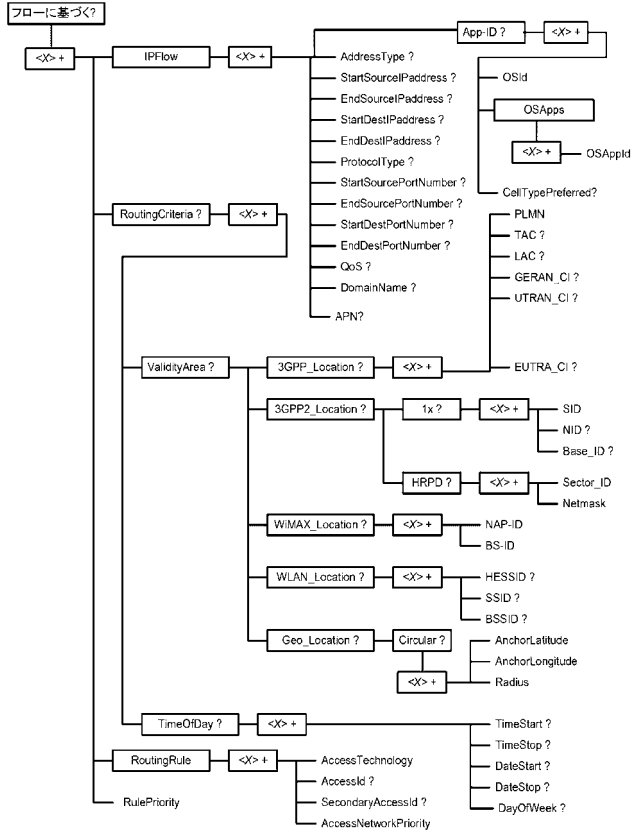 フローに基づく?
App-ID ?
<X> +
<X> +
IPFlow
<X> +
AddressType ?
StartSourceIPaddress ?
EndSourceIPaddress ?
StartDestIPaddress ?
EndDestIPaddress ?
ProtocolType ?
StartSourcePortNumber ?
EndSourcePortNumber ?
StartDestPortNumber ?
EndDestPortNumber ?
QoS ?
DomainName ?
APN?
OSId
OSApps
<X> +
OSAppId
CellTypePreferred?
RoutingCriteria ?
<X> +
PLMN
TAC ?
LAC ?
GERAN_CI ?
UTRAN_CI ?
EUTRA_CI ?
ValidityArea ?
3GPP_Location ?
<X> +
3GPP2_Location ?
1x ?
<X> +
SID
NID ?
Base_ID ?
HRPD ?
<X> +
Sector_ID
Netmask
WiMAX_Location ?
<X> +
NAP-ID
BS-ID
WLAN_Location ?
<X> +
HESSID ?
SSID ?
BSSID ?
Geo_Location ?
Circular ?
<X> +
AnchorLatitude
AnchorLongitude
Radius
TimeOfDay ?
<X> +
TimeStart ?
TimeStop ?
DateStart ?
DateStop ?
DayOfWeek ?
RoutingRule
<X> +
AccessTechnology
AccessId ?
SecondaryAccessId ?
AccessNetworkPriority
RulePriority